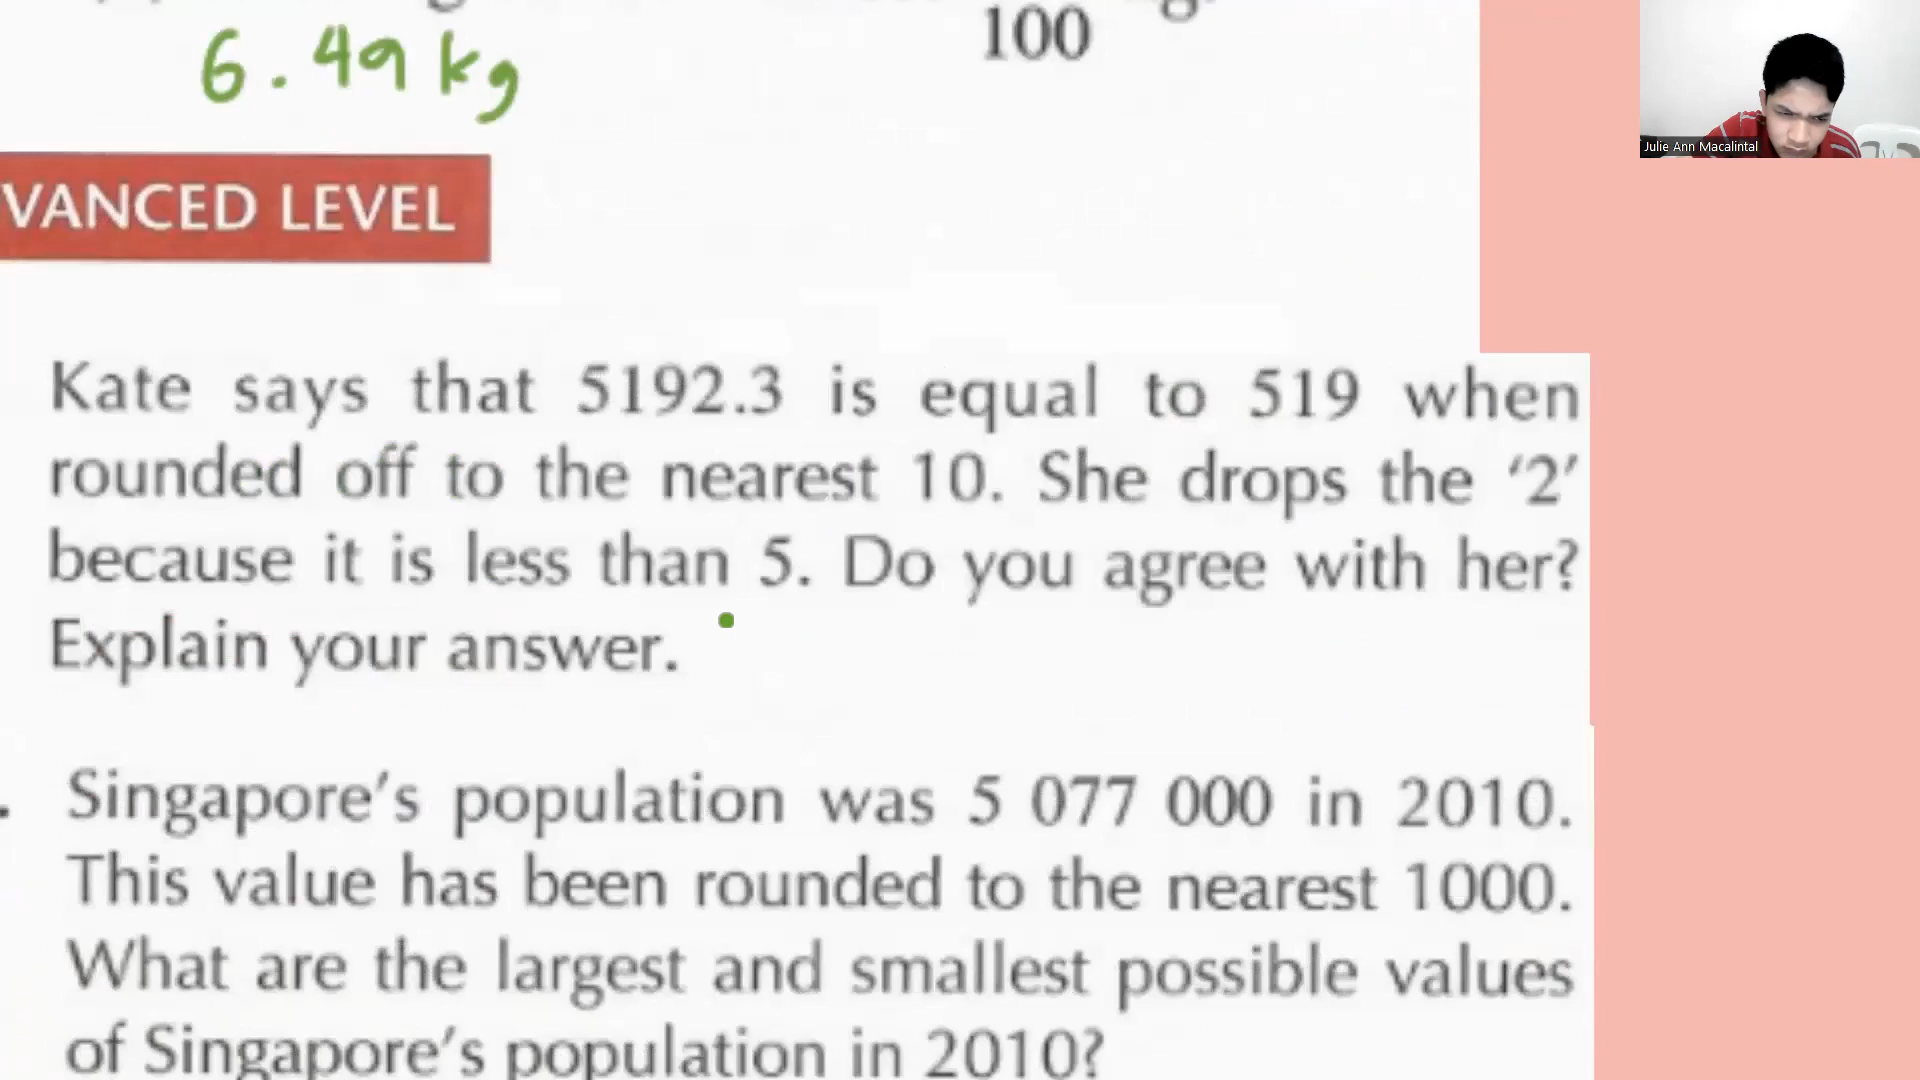 100
6.49 kg
Julie Ann Macalintal
VANCED LEVEL
Kate says that 5192.3 is equal to 519 when
rounded off to the nearest 10. She drops the ‘2’
because it is less than 5. Do you agree with her?
Explain your answer.
. Singapore’s population was 5 077 000 in 2010.
This value has been rounded to the nearest 1000.
What are the largest and smallest possible values
of Singapore’s population in 2010?